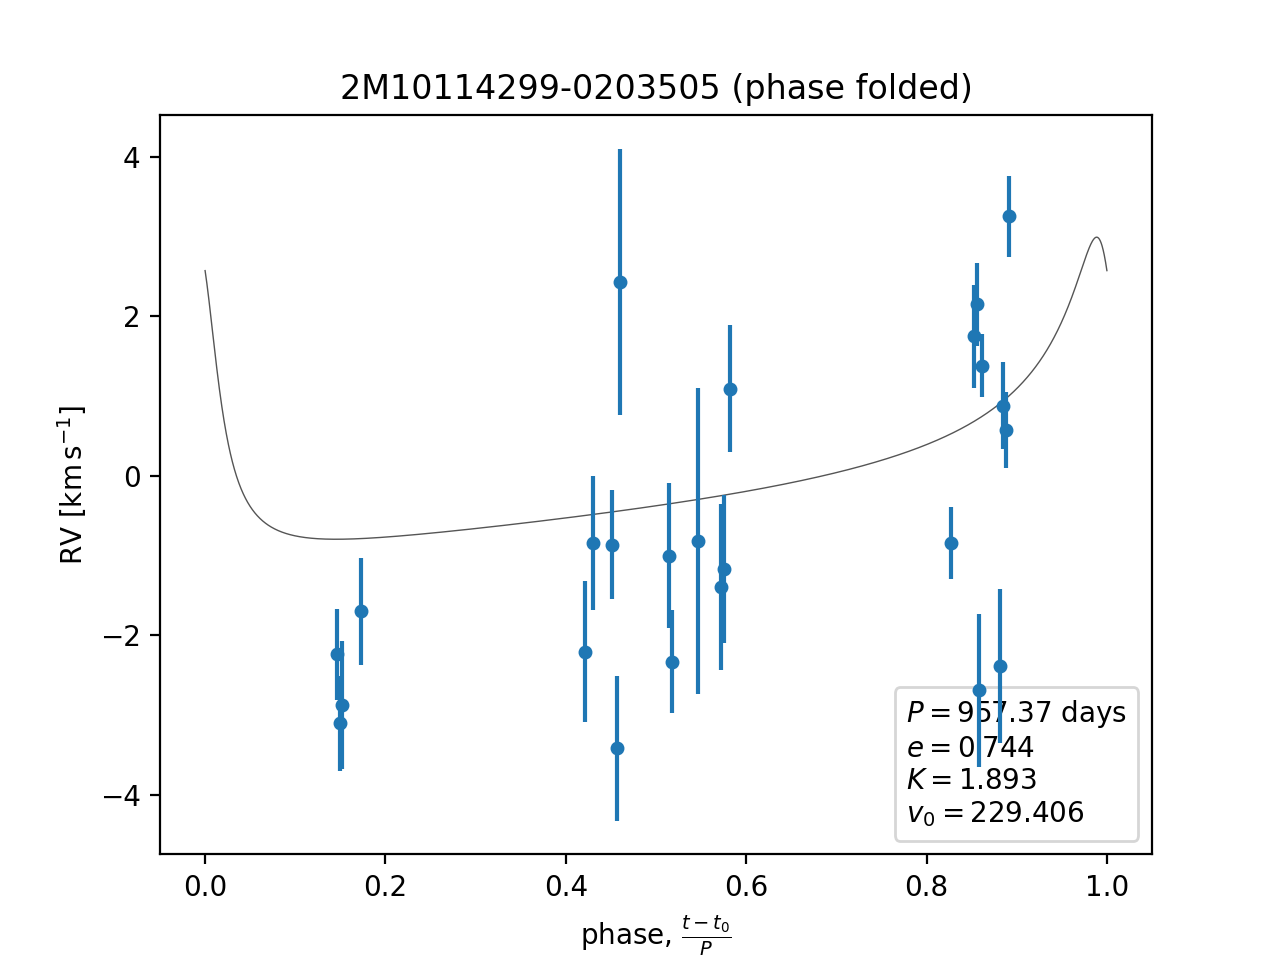 2M10114299-0203505 (phase folded)
RV [km s⁻¹]
4
2
0
−2
−4
P = 957.37 days
e = 0.744
K = 1.893
v₀ = 229.406
0.0 0.2 0.4 0.6 0.8 1.0
phase, (t − t₀)/P